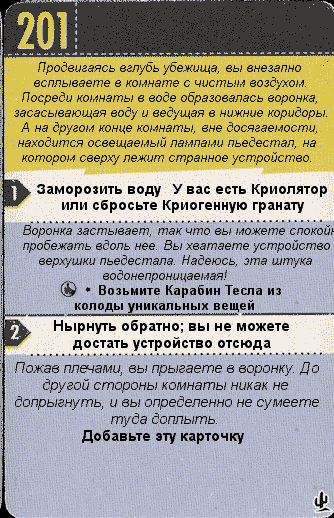 201
Продвигаясь вглубь убежища, вы внезапно
всплываете в комнате с чистым воздухом.
Посреди комнаты в воде образовалась воронка,
засасывающая воду и ведущая в нижние коридоры.
А на другом конце комнаты, вне досягаемости,
находится освещаемый лампами пьедестал, на
котором сверху лежит странное устройство.
1 Заморозить воду У вас есть Криолятор
или сбросьте Криогенную гранату
Воронка застывает, так что вы можете спокойн
пробежать вдоль нее. Вы хватаете устройство
верхушки пьедестала. Надеюсь, эта штука
водонепроницаемый!
• Возьмите Карабин Тесла из
колоды уникальных вещей
2 Нырнуть обратно; вы не можете
достать устройство отсюда
Пожав плечами, вы прыгаете в воронку. До
другой стороны комнаты никак не
допрыгнуть, и вы определенно не сумеете
туда доплыть.
Добавьте эту карточку